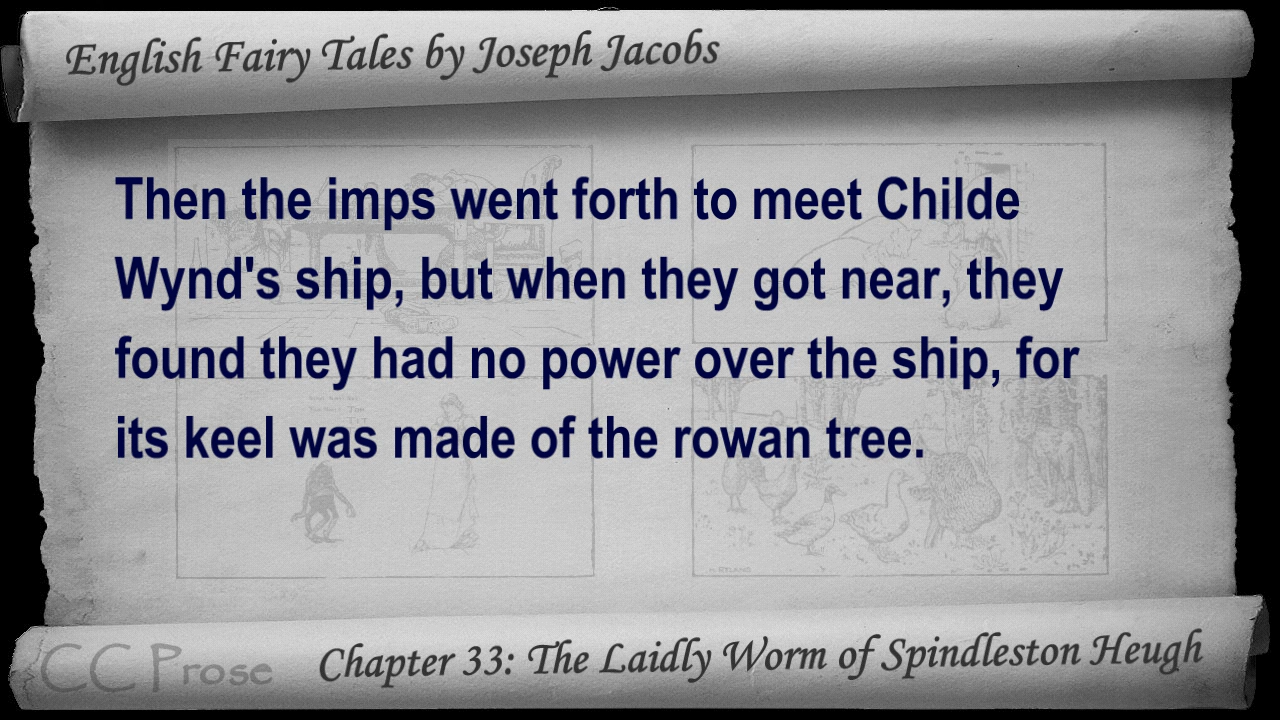 English Fairy Tales by Joseph Jacobs
Then the imps went forth to meet Childe
Wynd's ship, but when they got near, they
found they had no power over the ship, for
its keel was made of the rowan tree.
CC Prose
Chapter 33: The Laidly Worm of Spindleston Heugh